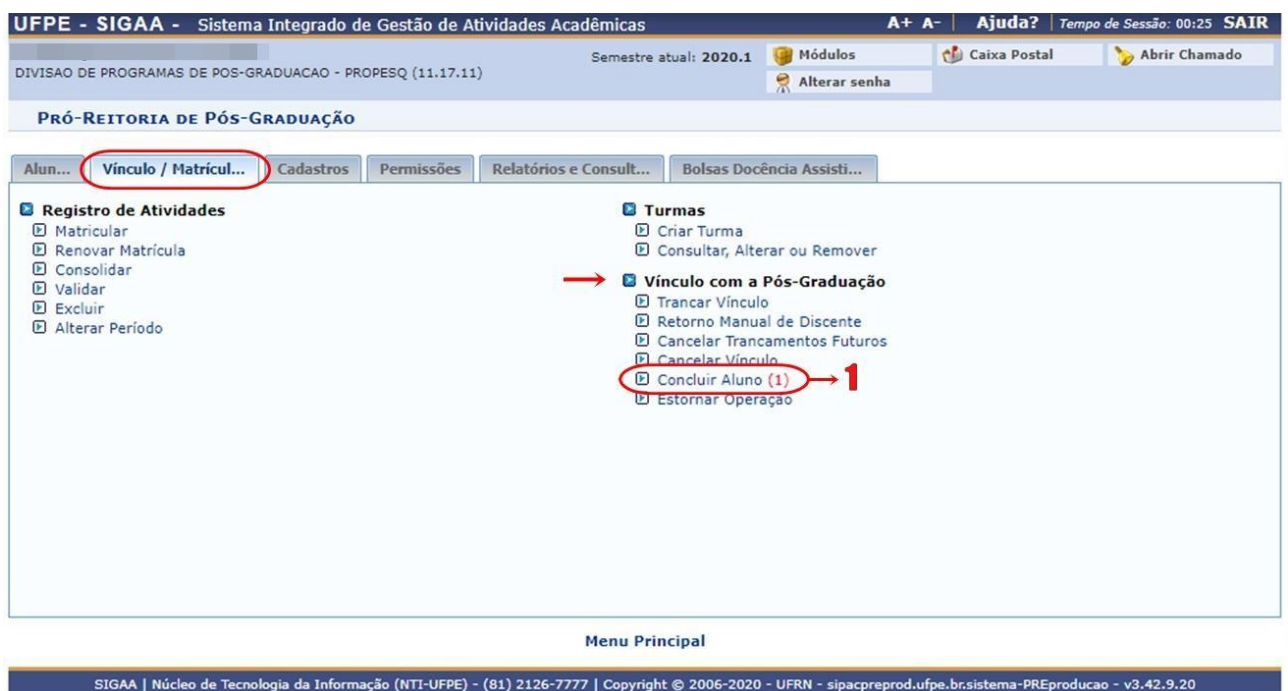 UFPE - SIGAA - Sistema Integrado de Gestão de Atividades Acadêmicas A+ A- | Ajuda? | Tempo de Sessão: 00:25 SAIR
Semestre atual: 2020.1 Módulos Caixa Postal Abrir Chamado
DIVISAO DE PROGRAMAS DE POS-GRADUACAO - PROPESQ (11.17.11)
Alterar senha
PRÓ-REITORIA DE PÓS-GRADUAÇÃO
Alun... Vínculo / Matrícul... Cadastros Permissões Relatórios e Consult... Bolsas Docência Assisti...
Registro de Atividades
Matricular
Renovar Matrícula
Consolidar
Validar
Excluir
Alterar Período
Turmas
Criar Turma
Consultar, Alterar ou Remover
Vínculo com a Pós-Graduação
Trancar Vínculo
Retorno Manual de Discente
Cancelar Trancamentos Futuros
Cancelar Vínculo
Concluir Aluno (1) 1
Estornar Operação
Menu Principal
SIGAA | Núcleo de Tecnologia da Informação (NTI-UFPE) - (81) 2126-7777 | Copyright © 2006-2020 - UFRN - sipacpreprod.ufpe.br.sistema-PREproducao - v3.42.9.20